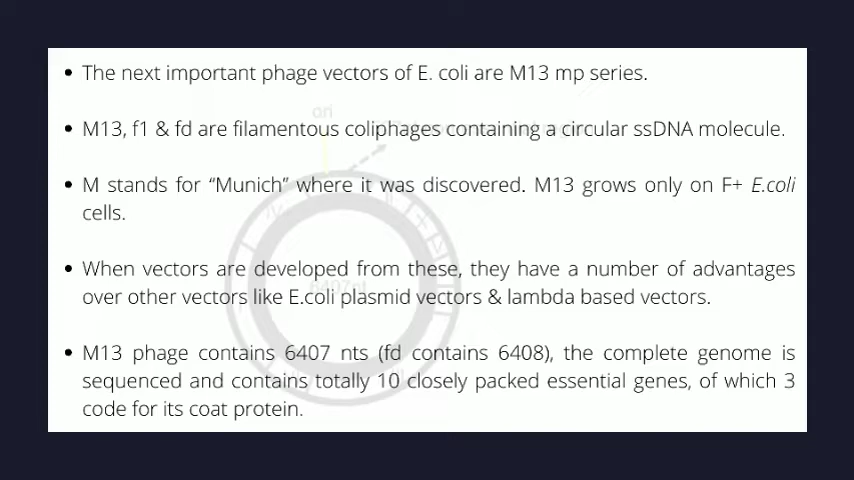 • The next important phage vectors of E. coli are M13 mp series.
ori
• M13, f1 & fd are filamentous coliphages containing a circular ssDNA molecule.
• M stands for “Munich” where it was discovered. M13 grows only on F+ E.coli
cells.
• When vectors are developed from these, they have a number of advantages
over other vectors like E.coli plasmid vectors & lambda based vectors.
• M13 phage contains 6407 nts (fd contains 6408), the complete genome is
sequenced and contains totally 10 closely packed essential genes, of which 3
code for its coat protein.